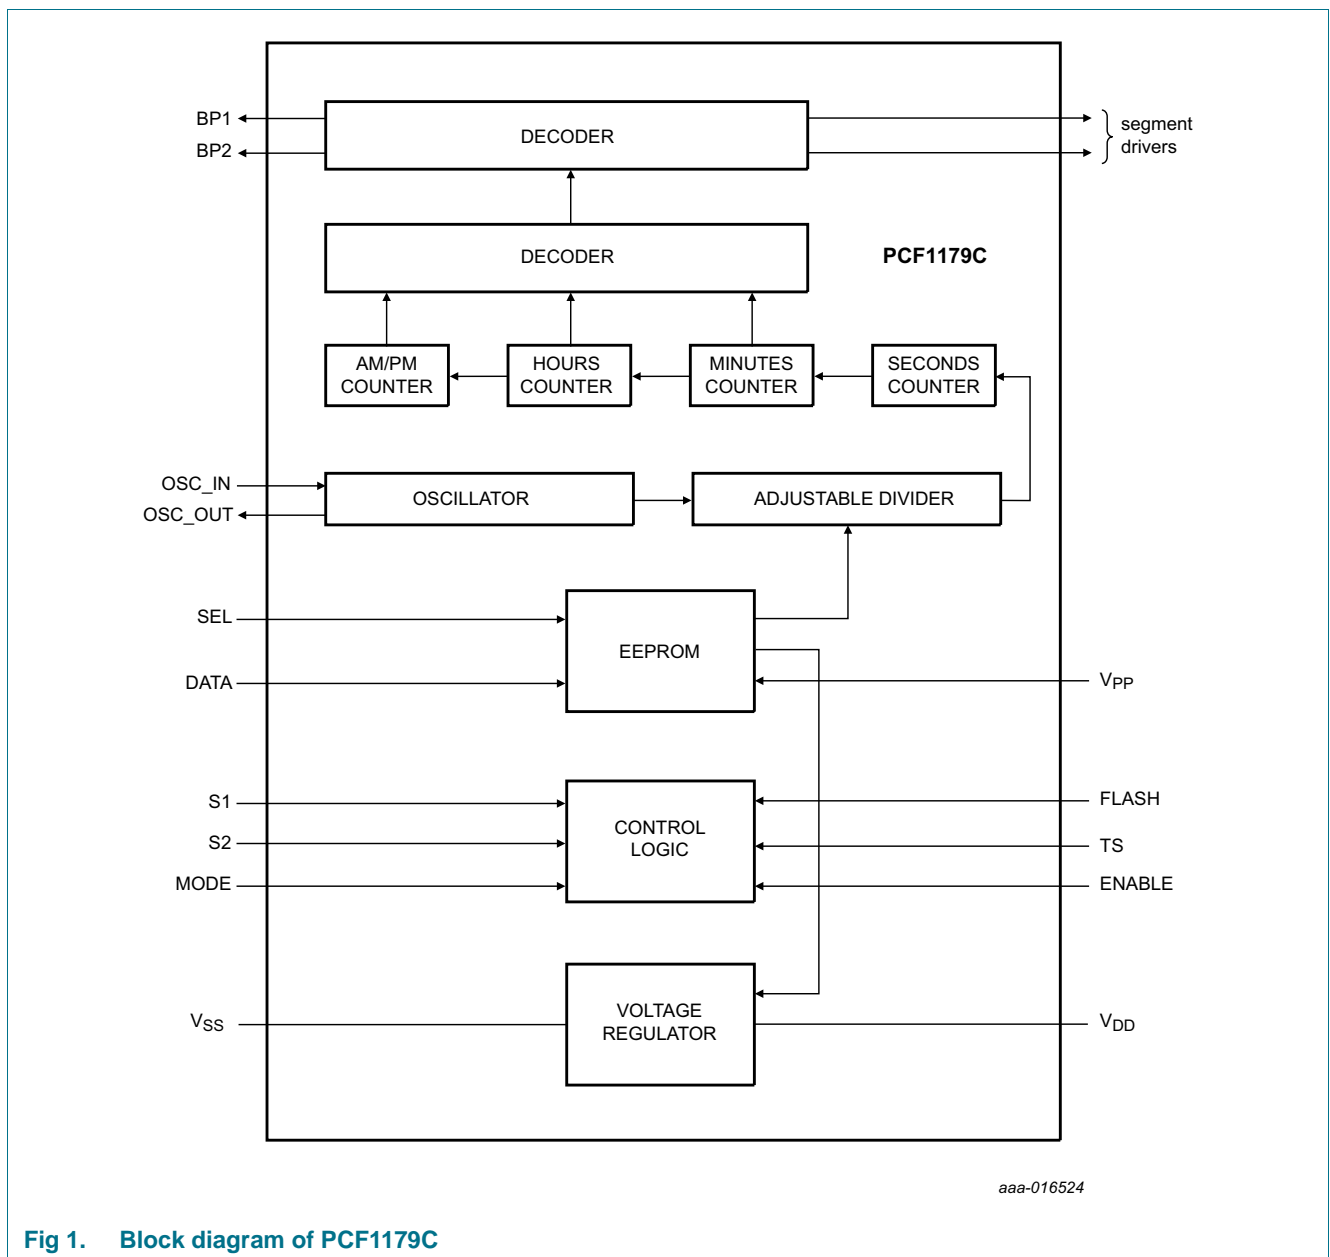 BP1
BP2
DECODER
segment
drivers
DECODER
PCF1179C
AM/PM
COUNTER
HOURS
COUNTER
MINUTES
COUNTER
SECONDS
COUNTER
OSC_IN
OSC_OUT
OSCILLATOR
ADJUSTABLE DIVIDER
SEL
DATA
EEPROM
VPP
S1
S2
MODE
CONTROL
LOGIC
FLASH
TS
ENABLE
VSS
VOLTAGE
REGULATOR
VDD
aaa-016524
Fig 1. Block diagram of PCF1179C